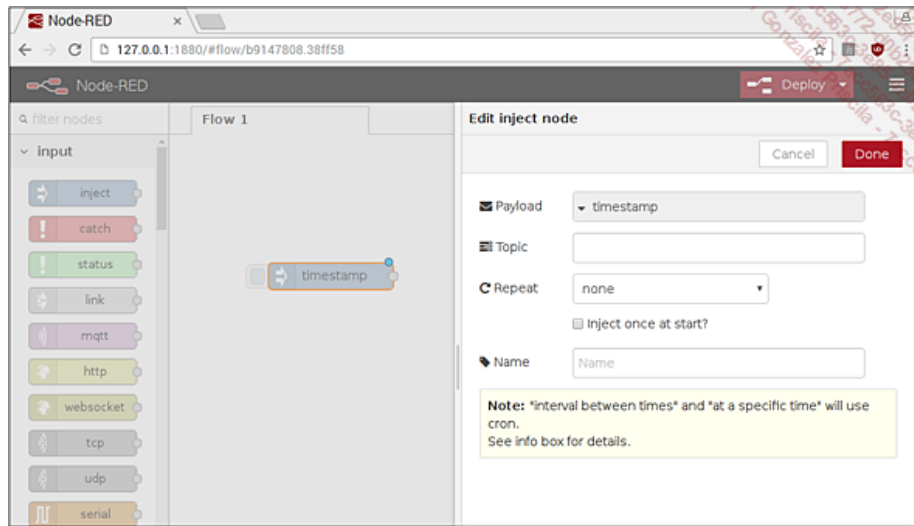 Node-RED
127.0.0.1:1880/#flow/b9147808.38ff58
Node-RED
Deploy
filter nodes
Flow 1
Edit inject node
input
Cancel
Done
inject
catch
status
link
mqtt
http
websocket
tcp
udp
serial
timestamp
Payload
timestamp
Topic
Repeat
none
Inject once at start?
Name
Name
Note: "interval between times" and "at a specific time" will use
cron.
See info box for details.